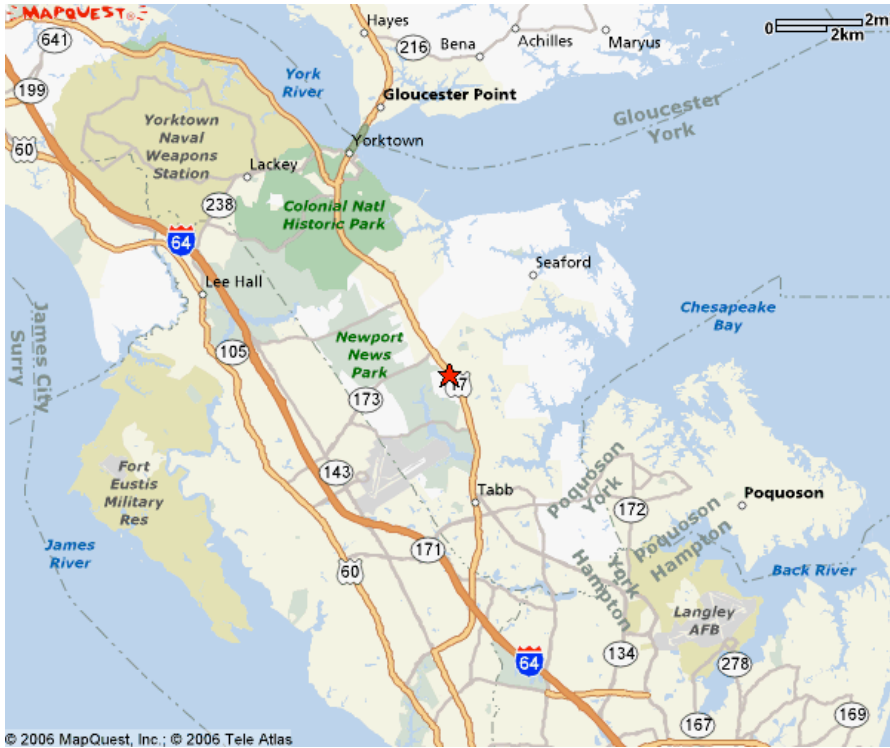 MAPQUEST®
Hayes
641
216
Bena
Achilles
Maryus
0 2m
2km
York
River
199
Gloucester Point
Gloucester
York
Yorktown
Naval
Weapons
Station
60
Yorktown
Lackey
238
Colonial Natl
Historic Park
64
Seaford
Lee Hall
James City
Surry
Chesapeake
Bay
105
Newport
News
Park
17
173
Fort
Eustis
Military
Res
143
Tabb
Poquoson
York
Poquoson
172
Poquoson
Hampton
James
River
171
60
York
Hampton
Back River
Langley
AFB
64
134
278
167
169
© 2006 MapQuest, Inc.; © 2006 Tele Atlas